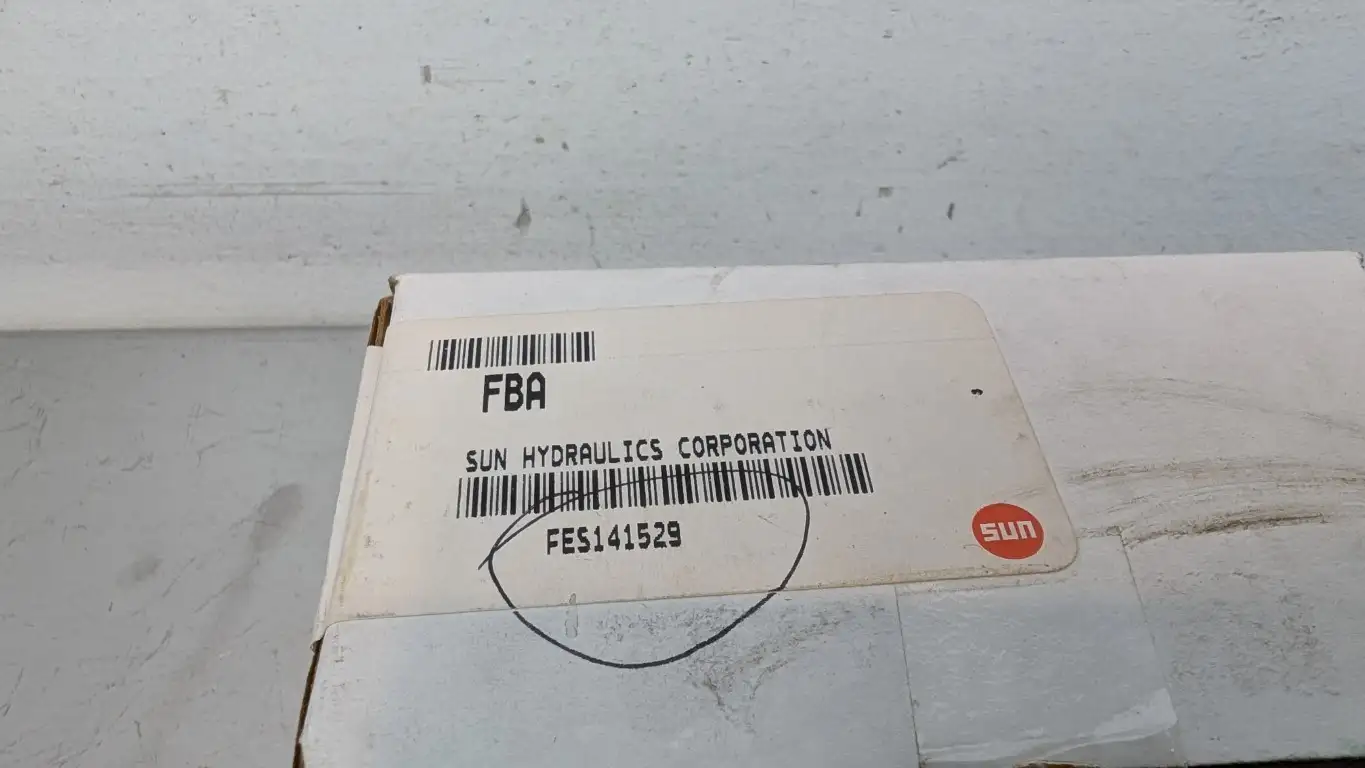 FBA
SUN HYDRAULICS CORPORATION
FES141529
sun